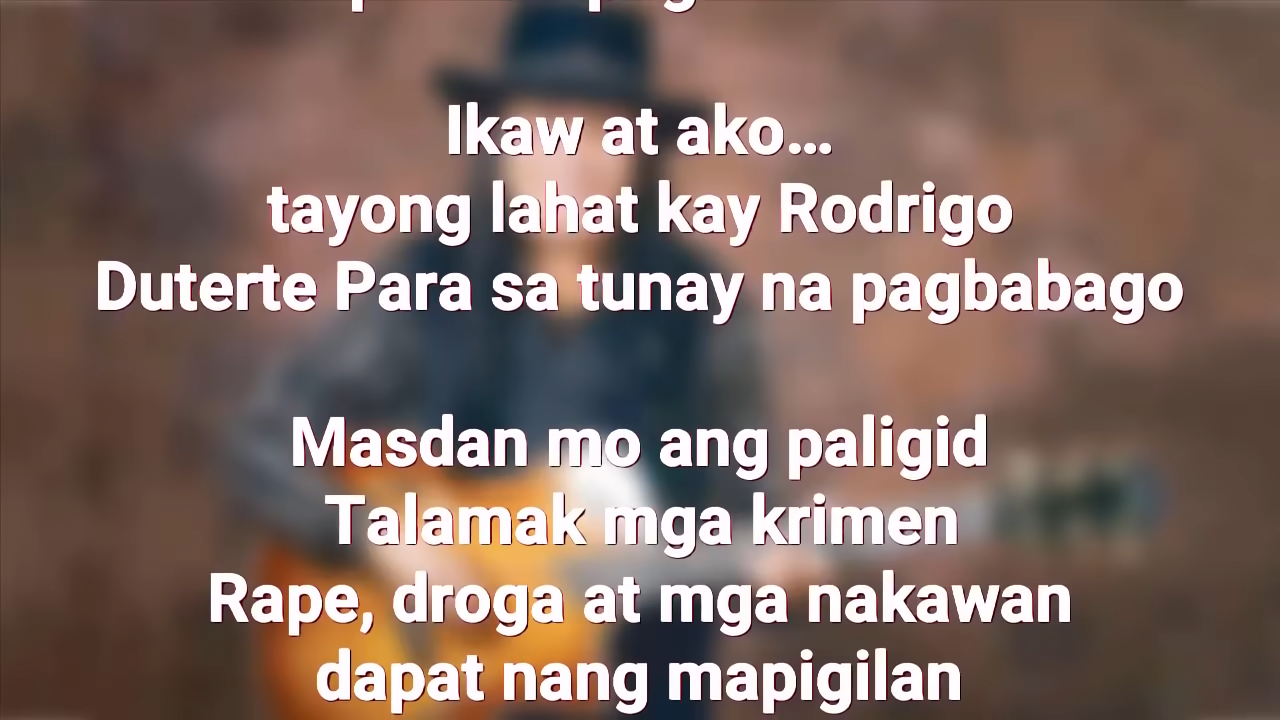 Ikaw at ako...
tayong lahat kay Rodrigo
Duterte Para sa tunay na pagbabago
Masdan mo ang paligid
Talamak mga krimen
Rape, droga at mga nakawan
dapat nang mapigilan